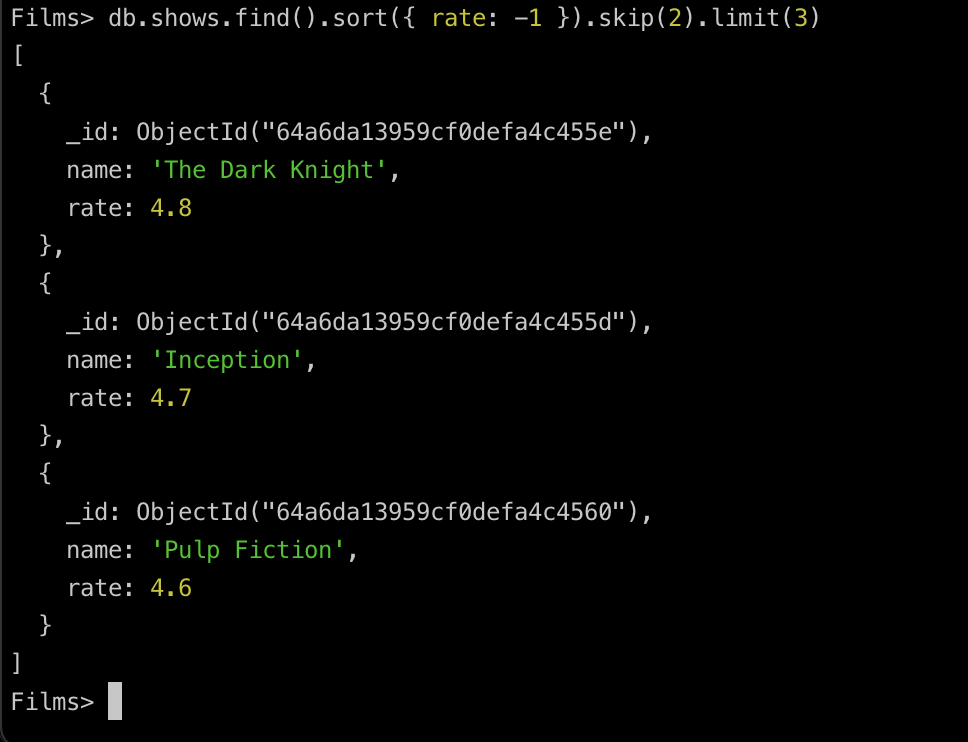 Films> db.shows.find().sort({ rate: -1 }).skip(2).limit(3)
[
  {
    _id: ObjectId("64a6da13959cf0defa4c455e"),
    name: 'The Dark Knight',
    rate: 4.8
  },
  {
    _id: ObjectId("64a6da13959cf0defa4c455d"),
    name: 'Inception',
    rate: 4.7
  },
  {
    _id: ObjectId("64a6da13959cf0defa4c4560"),
    name: 'Pulp Fiction',
    rate: 4.6
  }
]
Films>